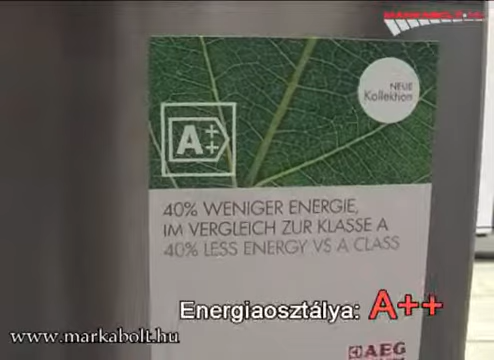 NEUE
Kollektion
A++
40% WENIGER ENERGIE,
IM VERGLEICH ZUR KLASSE A
40% LESS ENERGY VS A CLASS
Energiaosztálya: A++
www.markabolt.hu
AEG